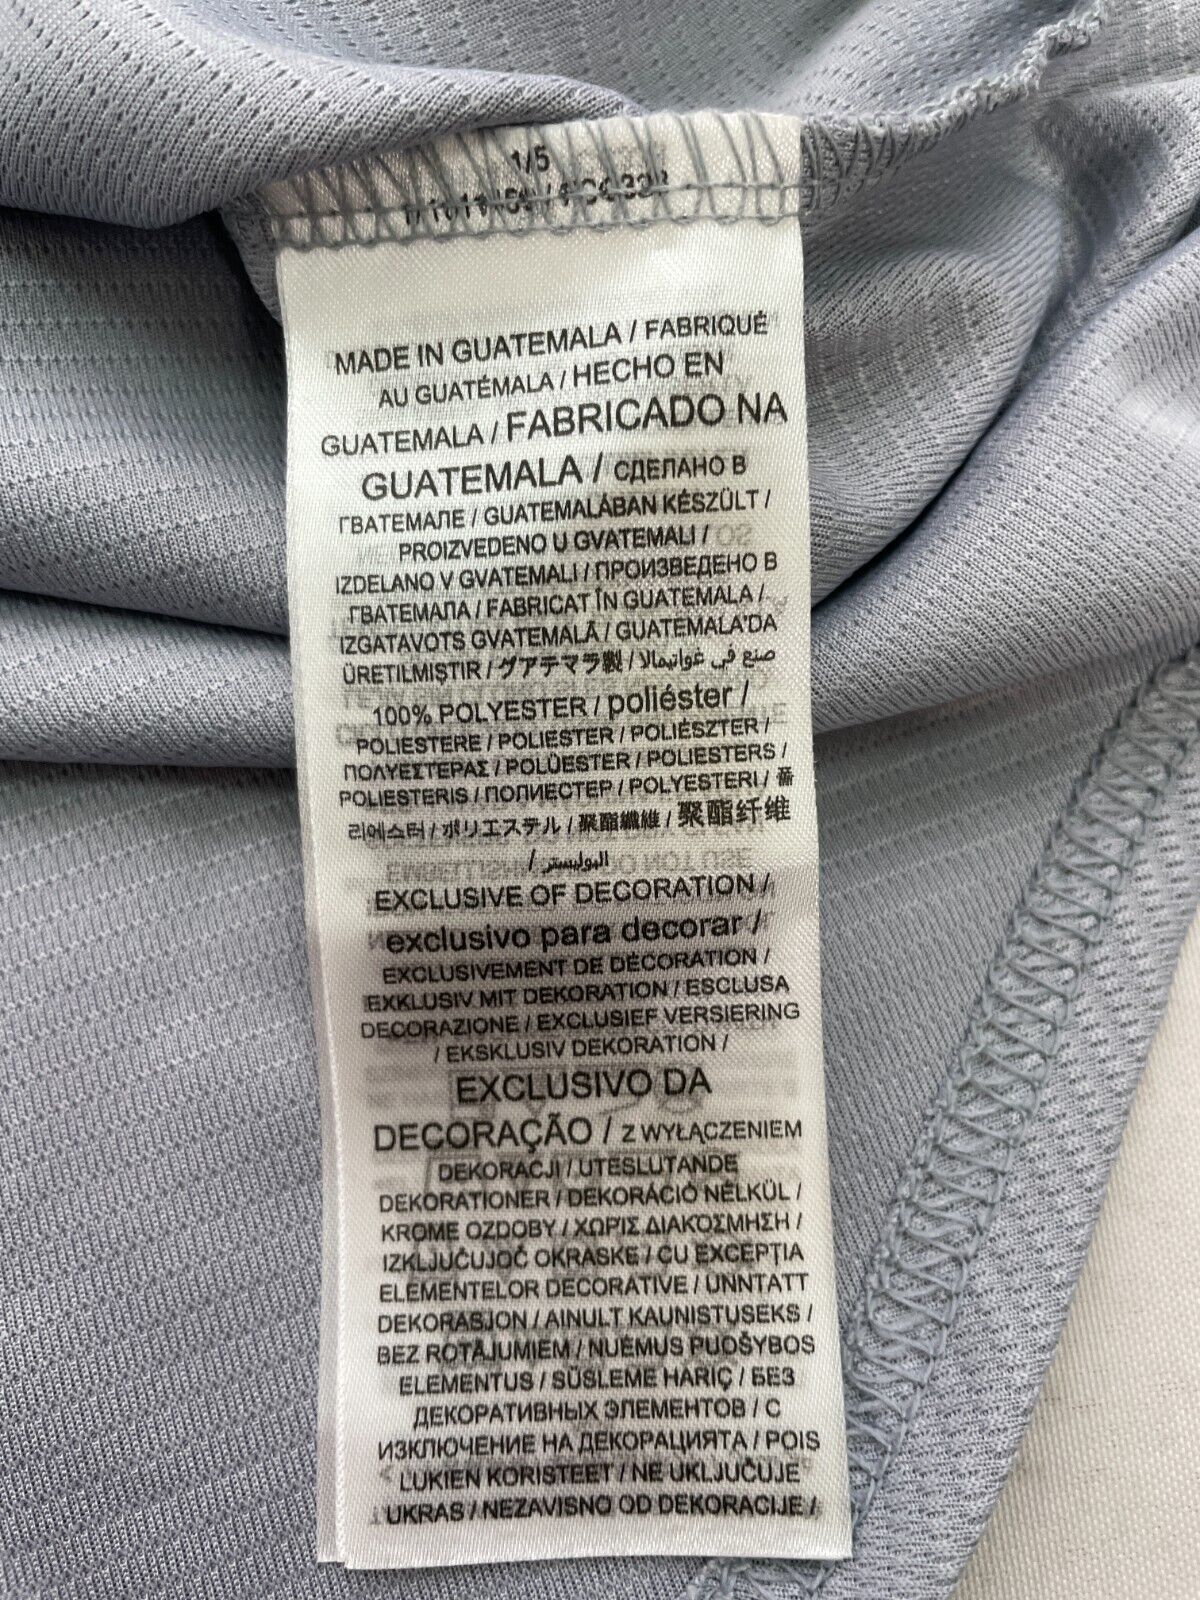 1/5
MADE IN GUATEMALA / FABRIQUÉ
AU GUATÉMALA / HECHO EN
GUATEMALA / FABRICADO NA
GUATEMALA / СДЕЛАНО В
ГВАТЕМАЛЕ / GUATEMALÁBAN KÉSZÜLT /
PROIZVEDENO U GVATEMALI /
IZDELANO V GVATEMALI / ПРОИЗВЕДЕНО В
ГВАТЕМАЛА / FABRICAT ÎN GUATEMALA /
IZGATAVOTS GVATEMALĀ / GUATEMALA'DA
ÜRETILMIŞTIR / グアテマラ製 / صنع في غواتيمالا
100% POLYESTER / poliéster /
POLIESTERE / POLIESTER / POLIÉSZTER /
ΠΟΛΥΕΣΤΕΡΑΣ / POLÜESTER / POLIESTERS /
POLIESTERIS / ПОЛИЕСТЕР / POLYESTERI / 폴
리에스터 / ポリエステル / 聚酯纖維 / 聚酯纤维
/ البوليستر
EXCLUSIVE OF DECORATION /
exclusivo para decorar /
EXCLUSIVEMENT DE DÉCORATION /
EXKLUSIV MIT DEKORATION / ESCLUSA
DECORAZIONE / EXCLUSIEF VERSIERING
/ EKSKLUSIV DEKORATION /
EXCLUSIVO DA
DECORAÇÃO / Z WYŁĄCZENIEM
DEKORACJI / UTESLUTANDE
DEKORATIONER / DEKORÁCIÓ NÉLKÜL /
KROMĚ OZDOBY / ΧΩΡΙΣ ΔΙΑΚΟΣΜΗΣΗ /
IZKLJUČUJOČ OKRASKE / CU EXCEPȚIA
ELEMENTELOR DECORATIVE / UNNTATT
DEKORASJON / AINULT KAUNISTUSEKS /
BEZ ROTĀJUMIEM / NUĖMUS PUOŠYBOS
ELEMENTUS / SÜSLEME HARIÇ / БЕЗ
ДЕКОРАТИВНЫХ ЭЛЕМЕНТОВ / С
ИЗКЛЮЧЕНИЕ НА ДЕКОРАЦИЯТА / POIS
LUKIEN KORISTEET / NE UKLJUČUJE
UKRAS / NEZAVISNO OD DEKORACIJE /